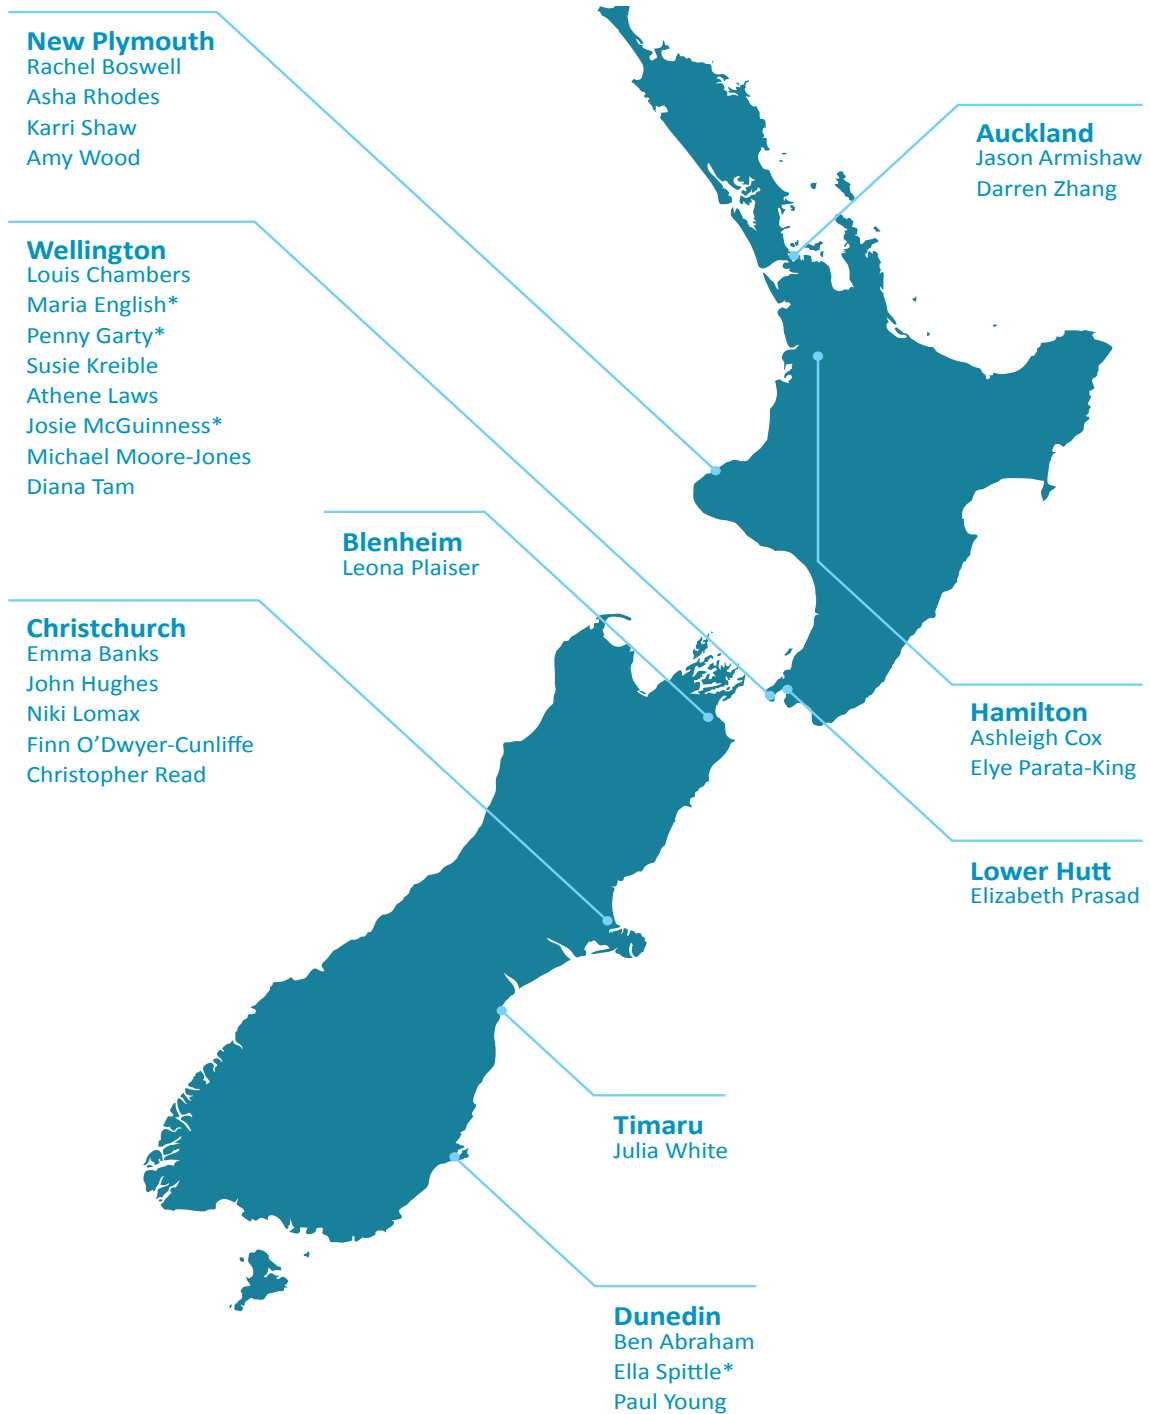 New Plymouth
Rachel Boswell
Asha Rhodes
Karri Shaw
Amy Wood
Auckland
Jason Armishaw
Darren Zhang
Wellington
Louis Chambers
Maria English*
Penny Garty*
Susie Kreible
Athene Laws
Josie McGuinness*
Michael Moore-Jones
Diana Tam
Blenheim
Leona Plaiser
Christchurch
Emma Banks
John Hughes
Niki Lomax
Finn O’Dwyer-Cunliffe
Christopher Read
Hamilton
Ashleigh Cox
Elye Parata-King
Lower Hutt
Elizabeth Prasad
Timaru
Julia White
Dunedin
Ben Abraham
Ella Spittle*
Paul Young